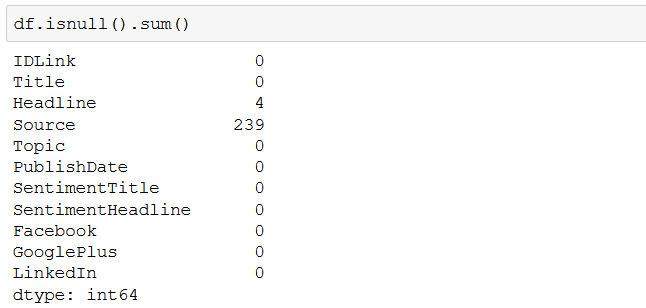 df.isnull().sum()
IDLink 0
Title 0
Headline 4
Source 239
Topic 0
PublishDate 0
SentimentTitle 0
SentimentHeadline 0
Facebook 0
GooglePlus 0
LinkedIn 0
dtype: int64